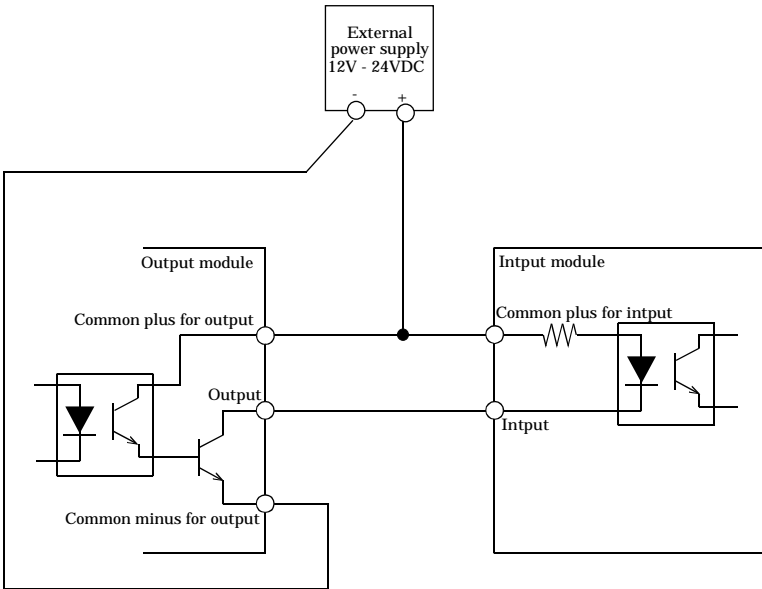 External
power supply
12V - 24VDC
- +
Output module
Intput module
Common plus for output
Common plus for intput
Output
Intput
Common minus for output